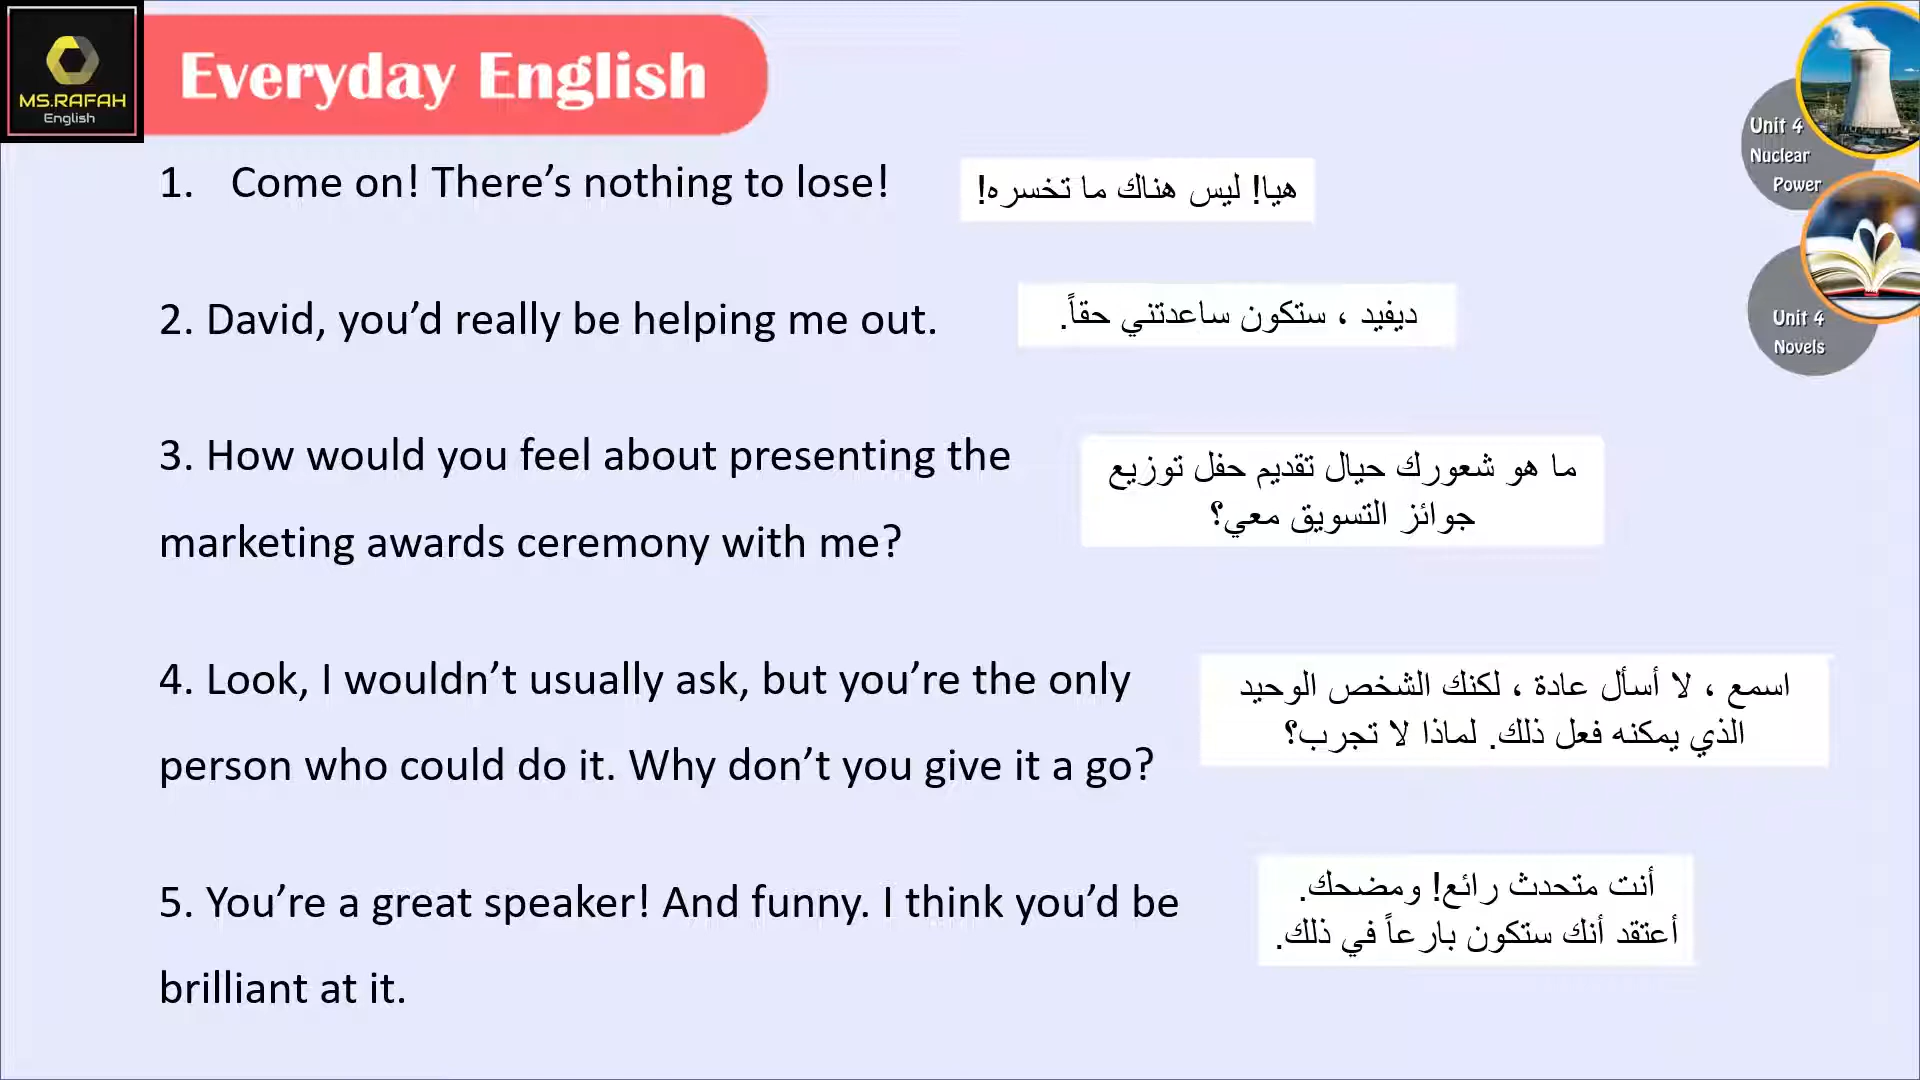 MS.RAFAH
English
Everyday English
Unit 4
Nuclear
Power
Unit 4
Novels
1. Come on! There’s nothing to lose!
هيا! ليس هناك ما تخسره!
2. David, you’d really be helping me out.
ديفيد ، ستكون ساعدتني حقاً.
3. How would you feel about presenting the
marketing awards ceremony with me?
ما هو شعورك حيال تقديم حفل توزيع
جوائز التسويق معي؟
4. Look, I wouldn’t usually ask, but you’re the only
person who could do it. Why don’t you give it a go?
اسمع ، لا أسأل عادة ، لكنك الشخص الوحيد
الذي يمكنه فعل ذلك. لماذا لا تجرب؟
5. You’re a great speaker! And funny. I think you’d be
brilliant at it.
أنت متحدث رائع! ومضحك.
أعتقد أنك ستكون بارعاً في ذلك.